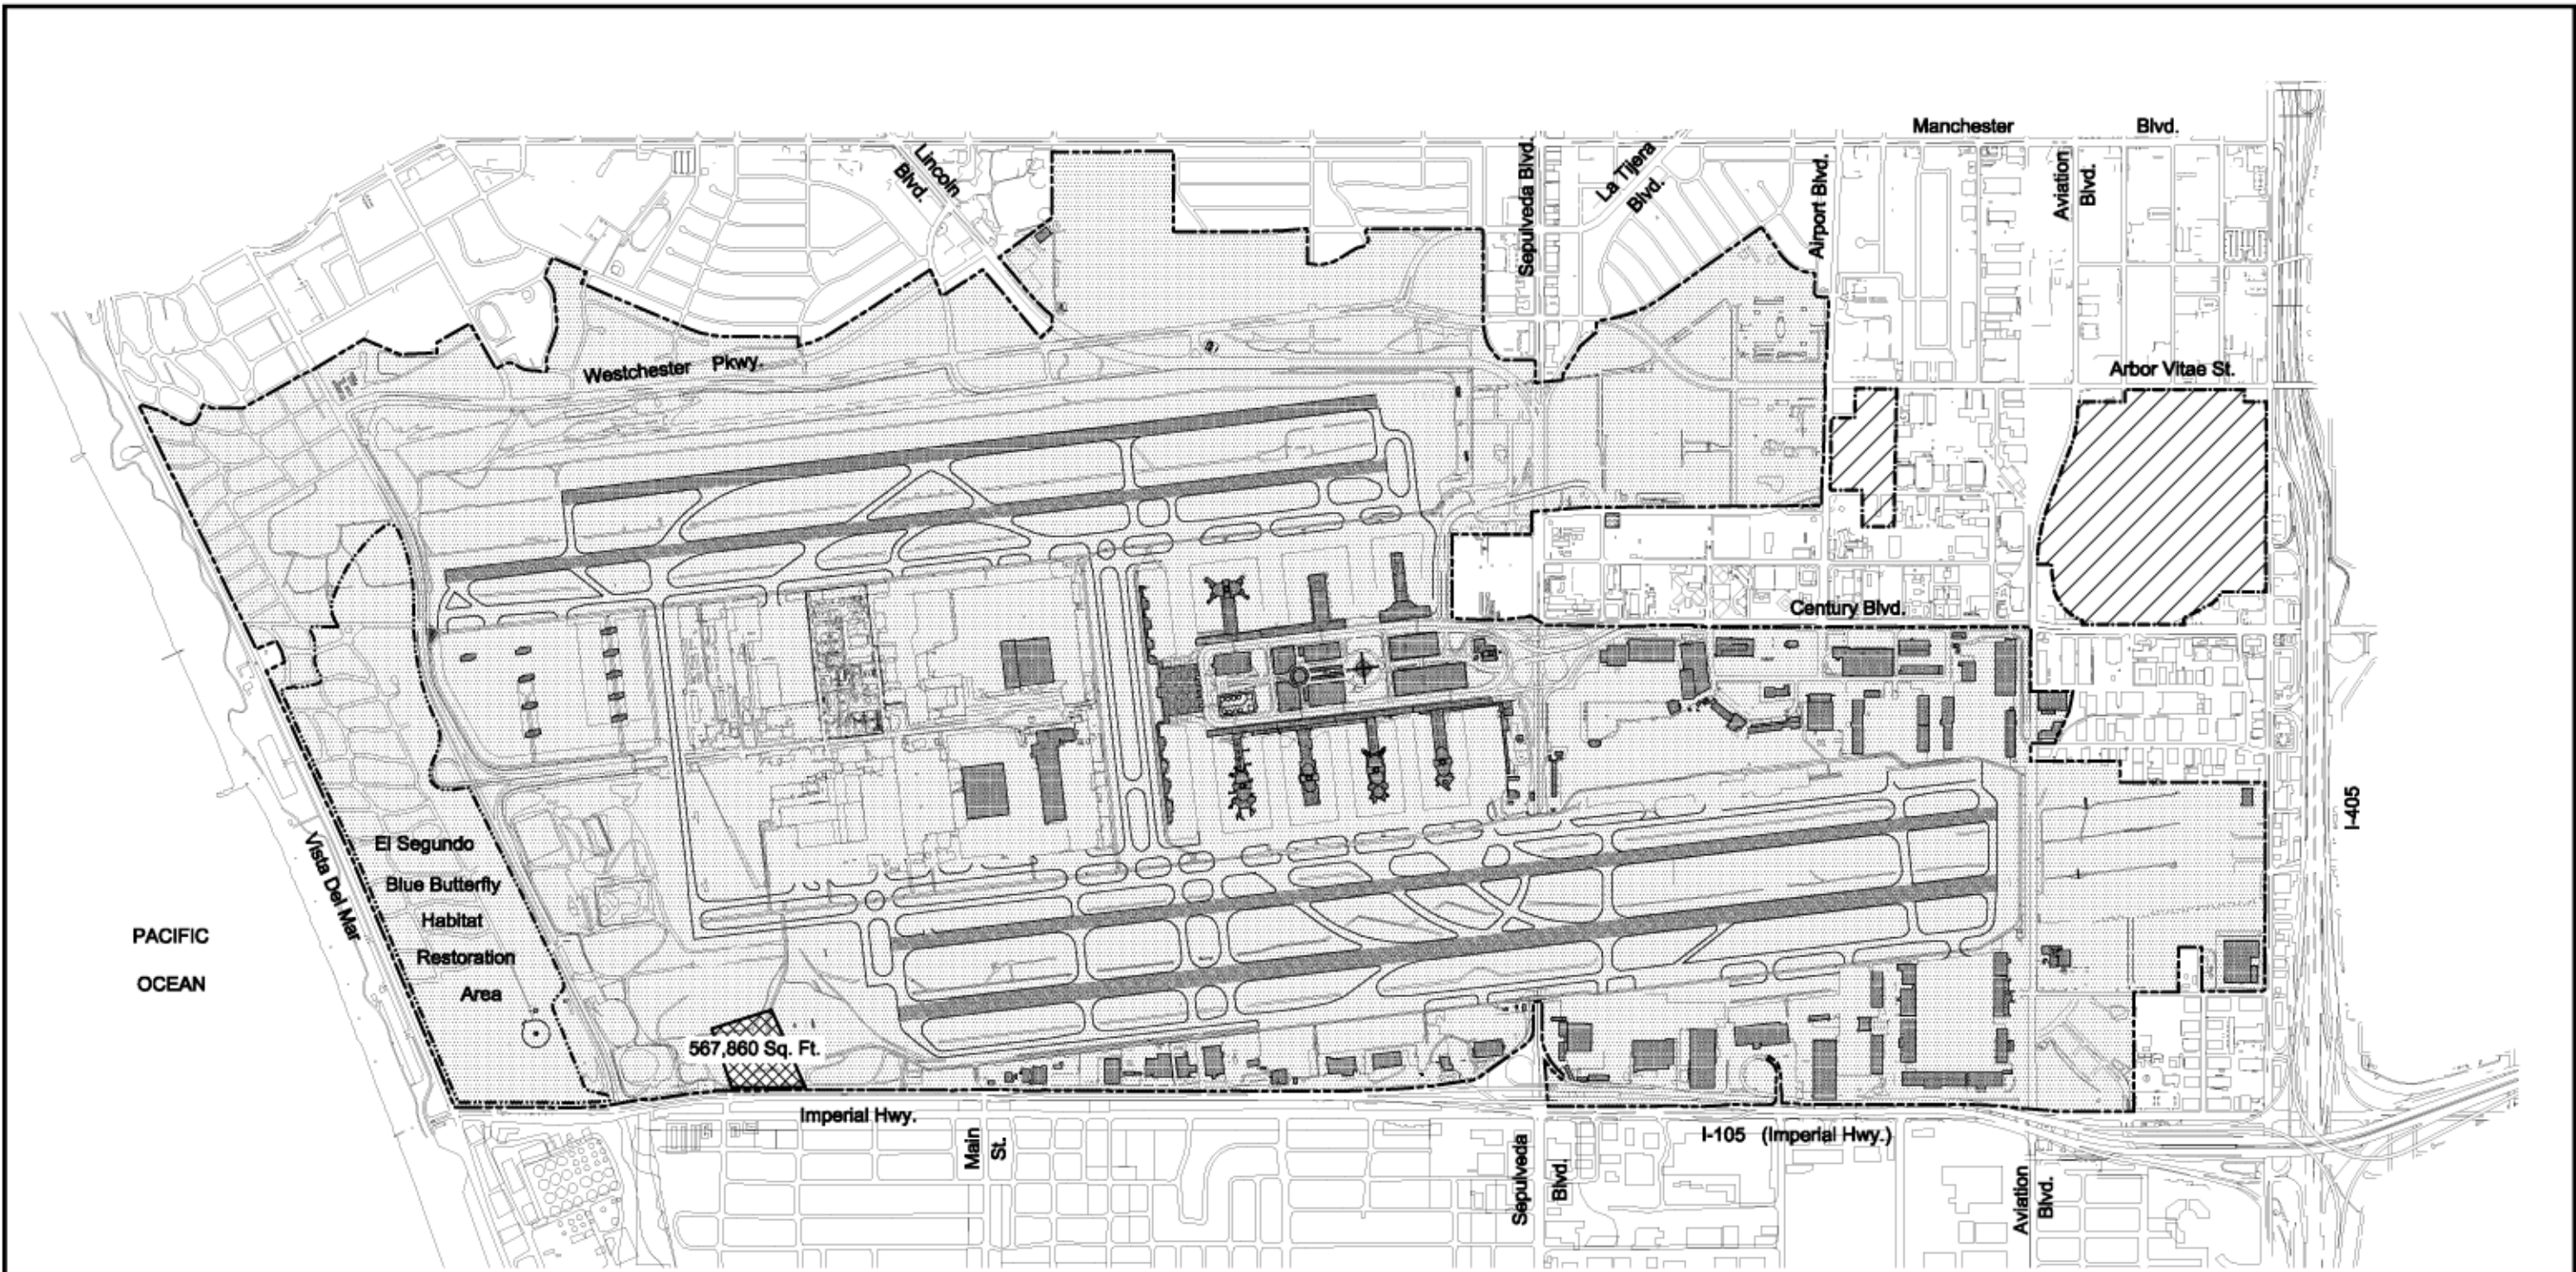 Manchester Blvd.
Lincoln
Blvd.
Sepulveda Blvd.
La Tijera
Blvd.
Airport Blvd.
Aviation
Blvd.
Westchester Pkwy.
Arbor Vitae St.
Century Blvd.
I-405
El Segundo
Blue Butterfly
Habitat
Restoration
Area
Vista Del Mar
PACIFIC
OCEAN
567,860 Sq. Ft.
Imperial Hwy.
Main
St.
Sepulveda
Blvd.
I-105 (Imperial Hwy.)
Aviation
Blvd.